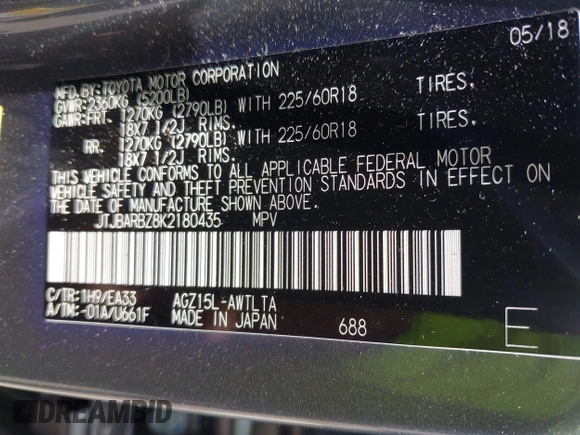 05/18
MFD.BY:TOYOTA MOTOR CORPORATION
GVWR:2360KG (5200LB)
GAWR:FRT. 1270KG (2790LB) WITH 225/60R18 TIRES,
18X7 1/2J RIMS.
RR. 1270KG (2790LB) WITH 225/60R18 TIRES,
18X7 1/2J RIMS.
THIS VEHICLE CONFORMS TO ALL APPLICABLE FEDERAL MOTOR
VEHICLE SAFETY AND THEFT PREVENTION STANDARDS IN EFFECT ON
THE DATE OF MANUFACTURE SHOWN ABOVE.
JTJBARBZ8K2180435 MPV
C/TR:1H9/EA33 AGZ15L-AWTLTA
A/TM:-01A/U661F MADE IN JAPAN 688 E
DREAMBID